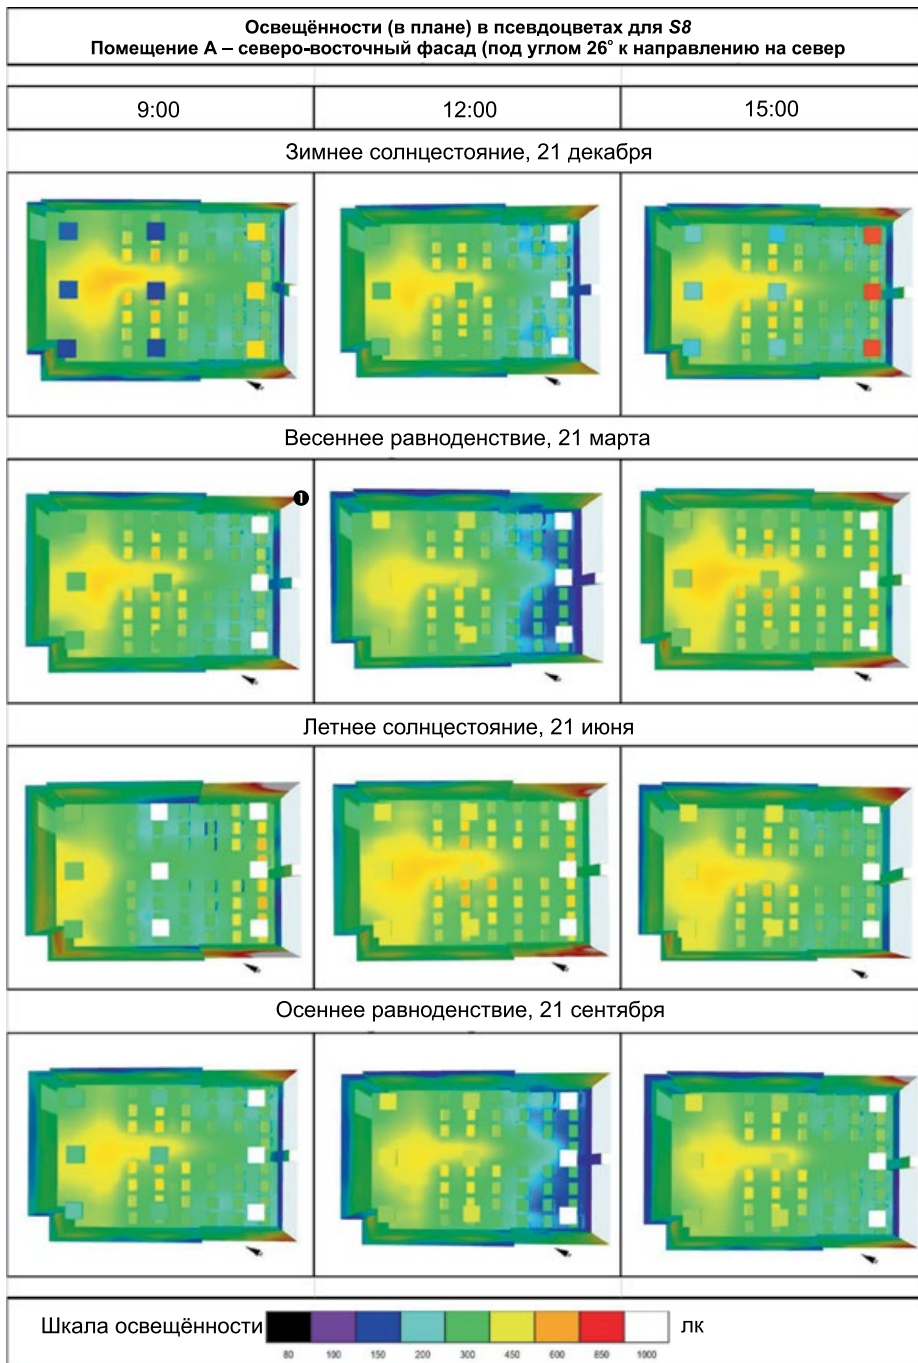 Освещённости (в плане) в псевдоцветах для S8
Помещение А – северо-восточный фасад (под углом 26° к направлению на север
9:00 12:00 15:00
Зимнее солнцестояние, 21 декабря
Весеннее равноденствие, 21 марта
1
Летнее солнцестояние, 21 июня
Осеннее равноденствие, 21 сентября
Шкала освещённости лк
80 100 150 200 300 450 600 850 1000